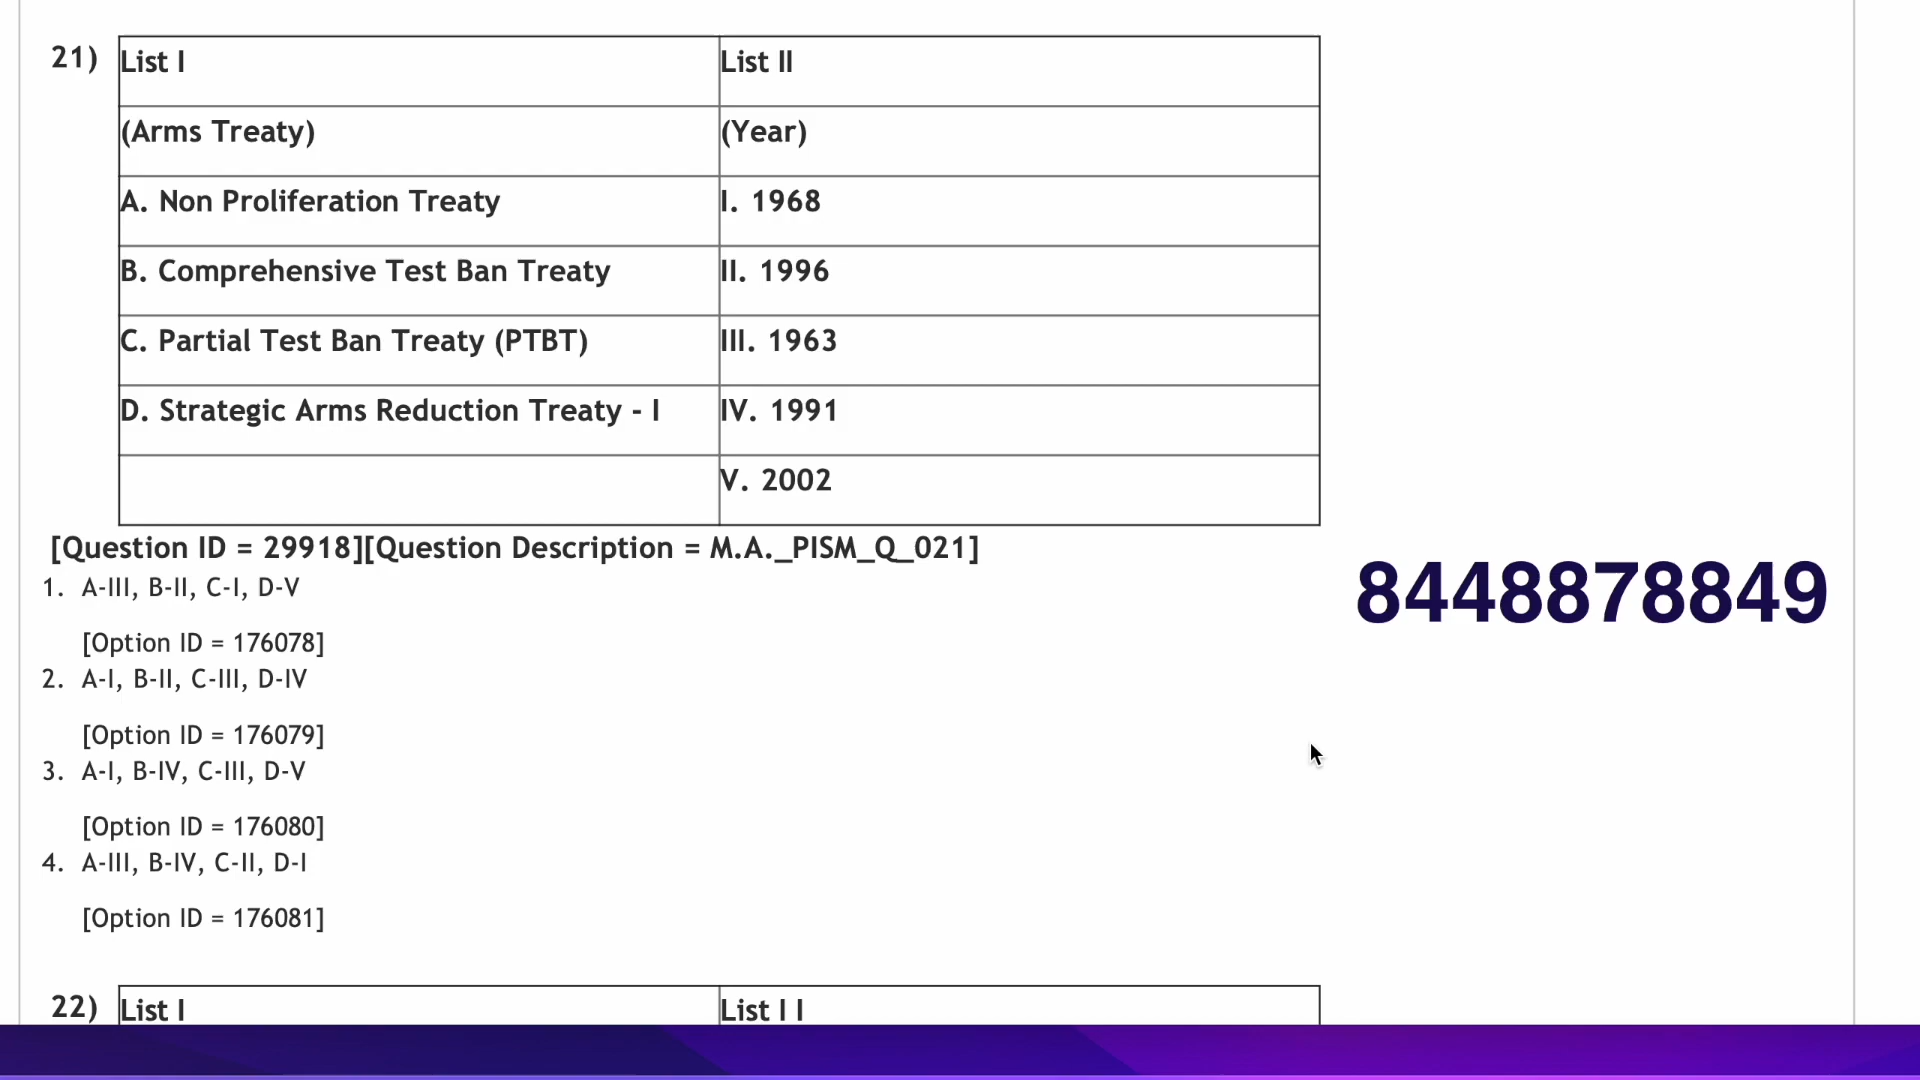 21)
List I List II
(Arms Treaty) (Year)
A. Non Proliferation Treaty I. 1968
B. Comprehensive Test Ban Treaty II. 1996
C. Partial Test Ban Treaty (PTBT) III. 1963
D. Strategic Arms Reduction Treaty - I IV. 1991
V. 2002
[Question ID = 29918][Question Description = M.A._PISM_Q_021]
1. A-III, B-II, C-I, D-V
8448878849
[Option ID = 176078]
2. A-I, B-II, C-III, D-IV
[Option ID = 176079]
3. A-I, B-IV, C-III, D-V
[Option ID = 176080]
4. A-III, B-IV, C-II, D-I
[Option ID = 176081]
22)
List I List I I